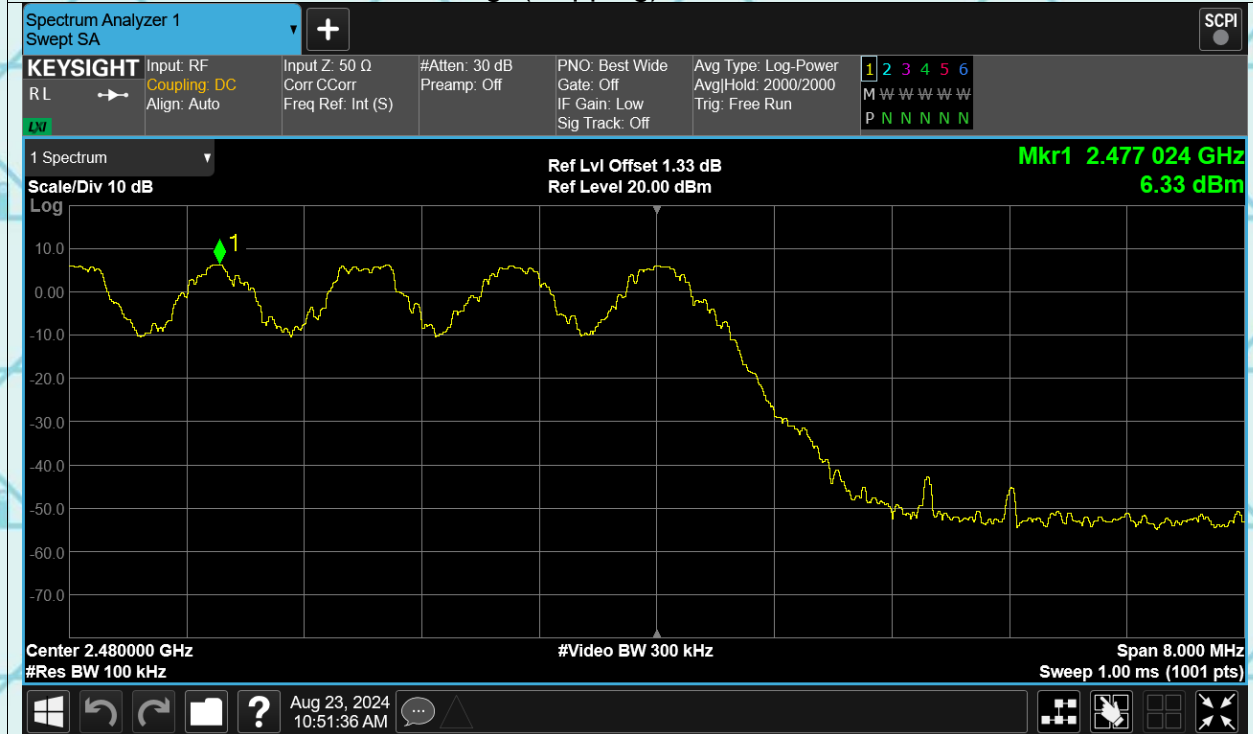 Spectrum Analyzer 1
Swept SA
SCPI
KEYSIGHT
R L
LXI
Input: RF
Coupling: DC
Align: Auto
Input Z: 50 Ω
Corr CCorr
Freq Ref: Int (S)
#Atten: 30 dB
Preamp: Off
PNO: Best Wide
Gate: Off
IF Gain: Low
Sig Track: Off
Avg Type: Log-Power
Avg|Hold: 2000/2000
Trig: Free Run
1 2 3 4 5 6
M W W W W W
P N N N N N
1 Spectrum
Scale/Div 10 dB
Log
Ref Lvl Offset 1.33 dB
Ref Level 20.00 dBm
Mkr1 2.477 024 GHz
6.33 dBm
1
10.0
0.00
-10.0
-20.0
-30.0
-40.0
-50.0
-60.0
-70.0
Center 2.480000 GHz
#Res BW 100 kHz
#Video BW 300 kHz
Span 8.000 MHz
Sweep 1.00 ms (1001 pts)
?
Aug 23, 2024
10:51:36 AM